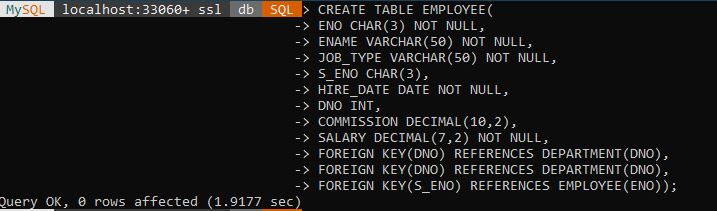 MySQL localhost:33060+ ssl db SQL > CREATE TABLE EMPLOYEE(
-> ENO CHAR(3) NOT NULL,
-> ENAME VARCHAR(50) NOT NULL,
-> JOB_TYPE VARCHAR(50) NOT NULL,
-> S_ENO CHAR(3),
-> HIRE_DATE DATE NOT NULL,
-> DNO INT,
-> COMMISSION DECIMAL(10,2),
-> SALARY DECIMAL(7,2) NOT NULL,
-> FOREIGN KEY(DNO) REFERENCES DEPARTMENT(DNO),
-> FOREIGN KEY(DNO) REFERENCES DEPARTMENT(DNO),
-> FOREIGN KEY(S_ENO) REFERENCES EMPLOYEE(ENO));
Query OK, 0 rows affected (1.9177 sec)